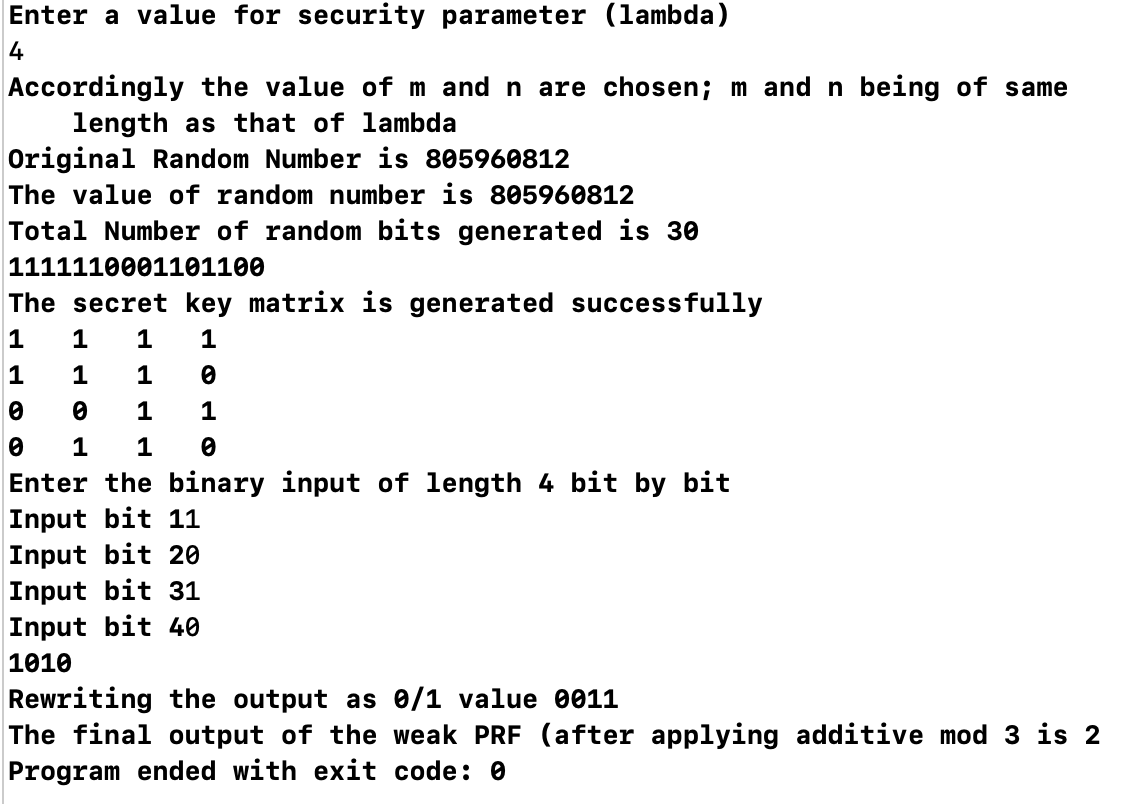 Enter a value for security parameter (lambda)
4
Accordingly the value of m and n are chosen; m and n being of same
length as that of lambda
Original Random Number is 805960812
The value of random number is 805960812
Total Number of random bits generated is 30
1111110001101100
The secret key matrix is generated successfully
1 1 1 1
1 1 1 0
0 0 1 1
0 1 1 0
Enter the binary input of length 4 bit by bit
Input bit 11
Input bit 20
Input bit 31
Input bit 40
1010
Rewriting the output as 0/1 value 0011
The final output of the weak PRF (after applying additive mod 3 is 2
Program ended with exit code: 0